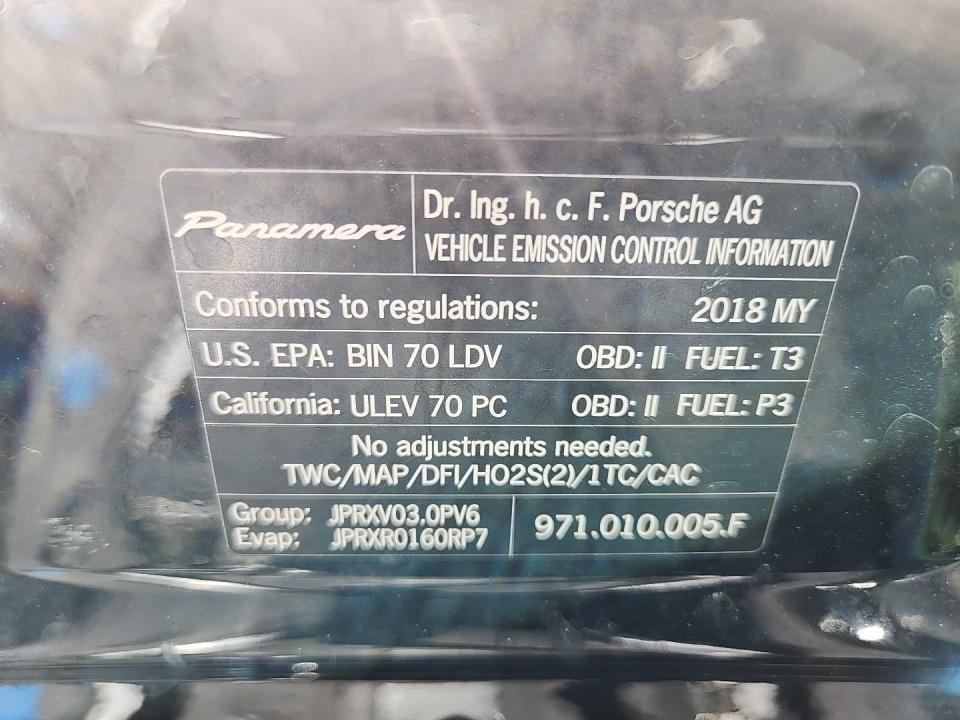 Panamera
Dr. Ing. h. c. F. Porsche AG
VEHICLE EMISSION CONTROL INFORMATION
Conforms to regulations: 2018 MY
U.S. EPA: BIN 70 LDV OBD: II FUEL: T3
California: ULEV 70 PC OBD: II FUEL: P3
No adjustments needed.
TWC/MAP/DFI/HO2S(2)/1TC/CAC
Group: JPRXV03.0PV6
Evap: JPRXR0160RP7
971.010.005.F